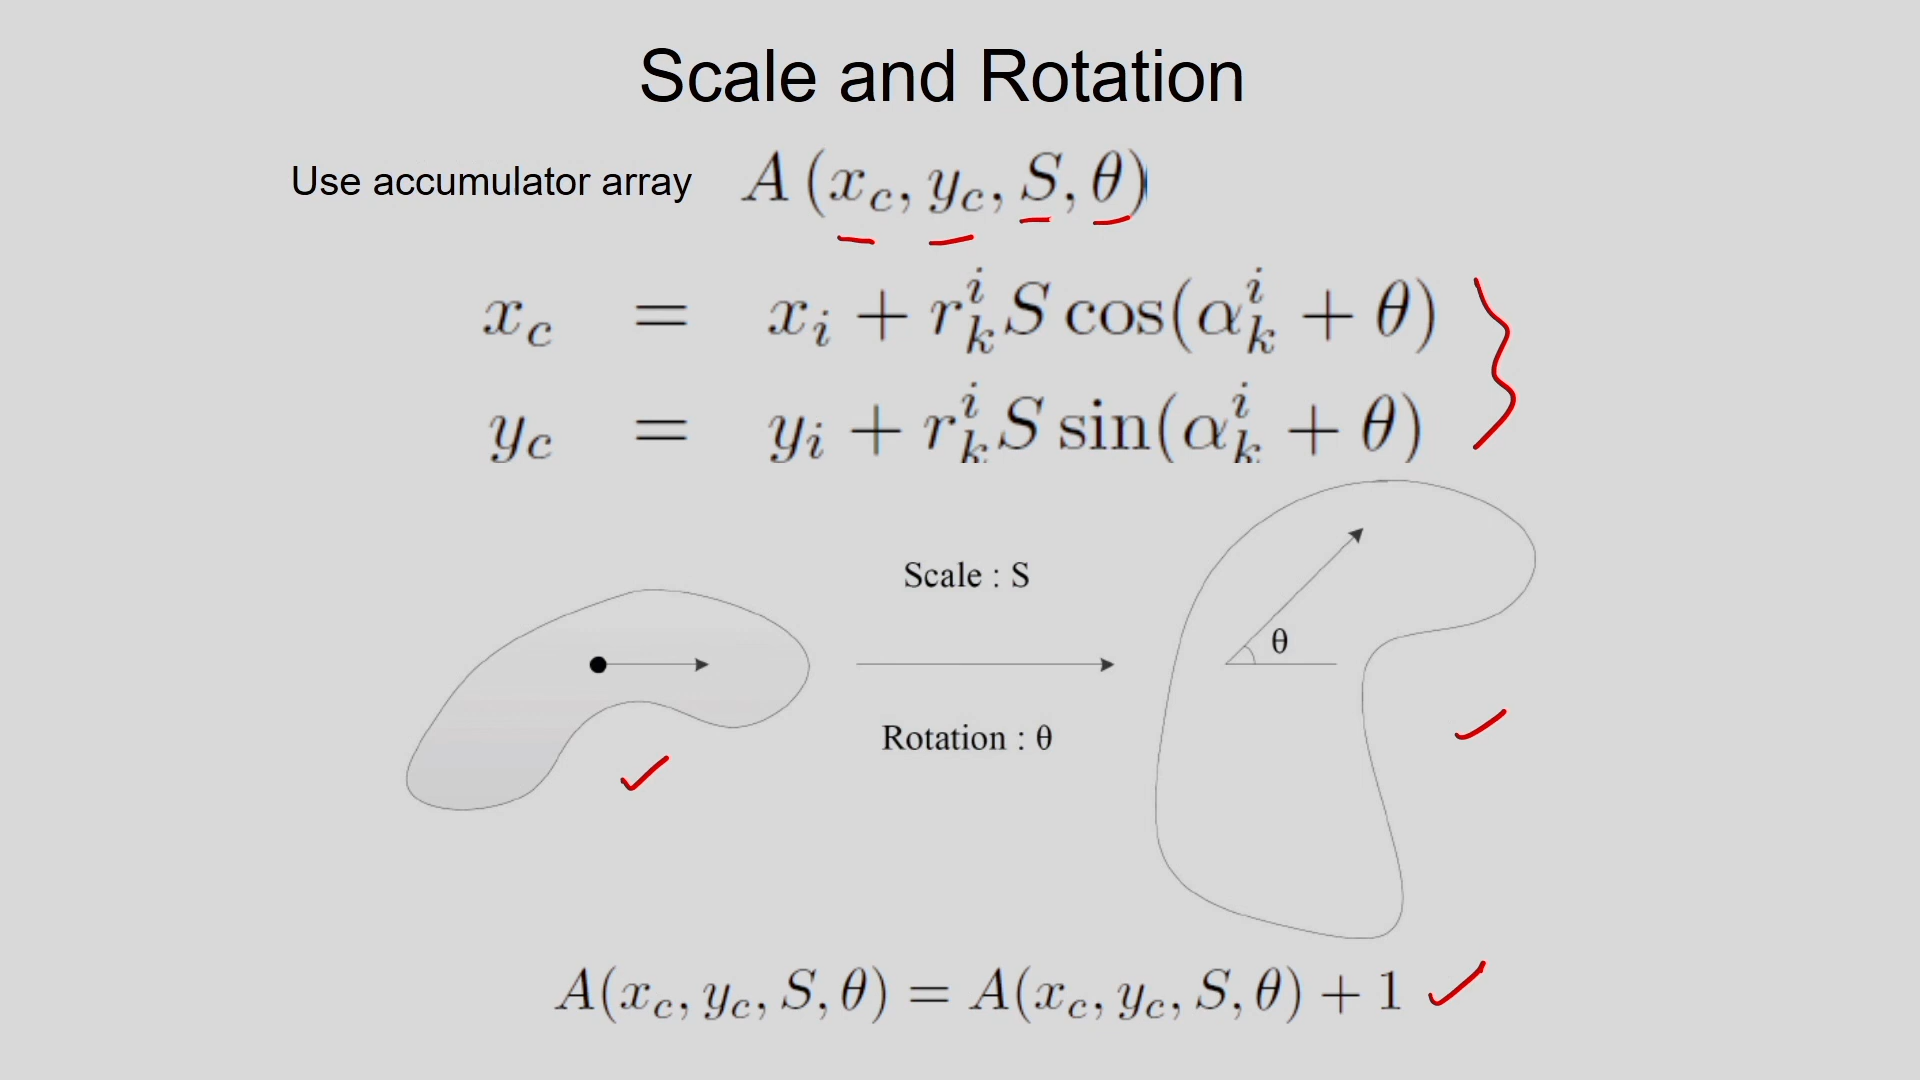 Scale and Rotation
Use accumulator array A(x_c, y_c, S, θ)
x_c = x_i + r_k^i S cos(α_k^i + θ)
y_c = y_i + r_k^i S sin(α_k^i + θ)
Scale : S
θ
Rotation : θ
A(x_c, y_c, S, θ) = A(x_c, y_c, S, θ) + 1